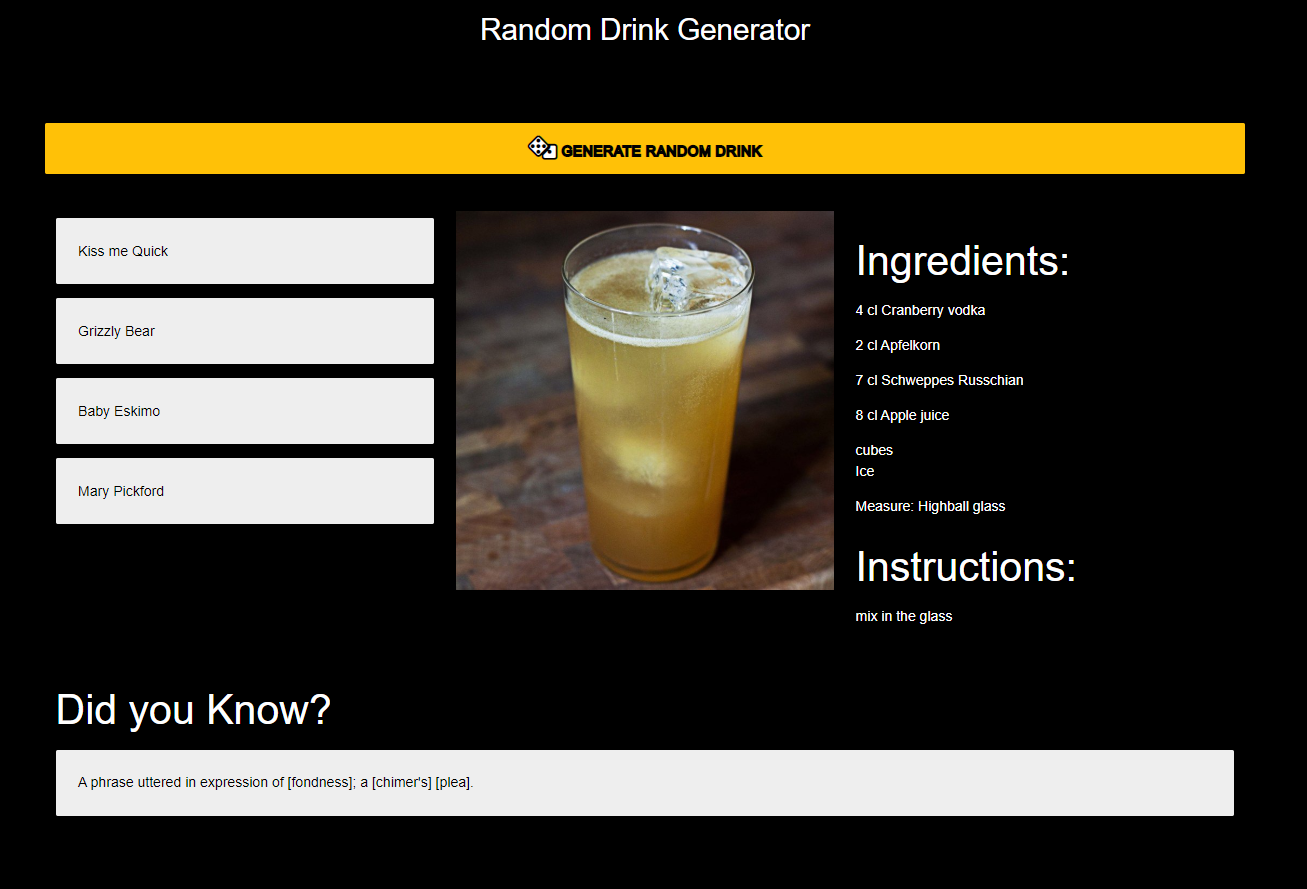 Random Drink Generator
GENERATE RANDOM DRINK
Kiss me Quick
Grizzly Bear
Baby Eskimo
Mary Pickford
Ingredients:
4 cl Cranberry vodka
2 cl Apfelkorn
7 cl Schweppes Russchian
8 cl Apple juice
cubes
Ice
Measure: Highball glass
Instructions:
mix in the glass
Did you Know?
A phrase uttered in expression of [fondness]; a [chimer's] [plea].